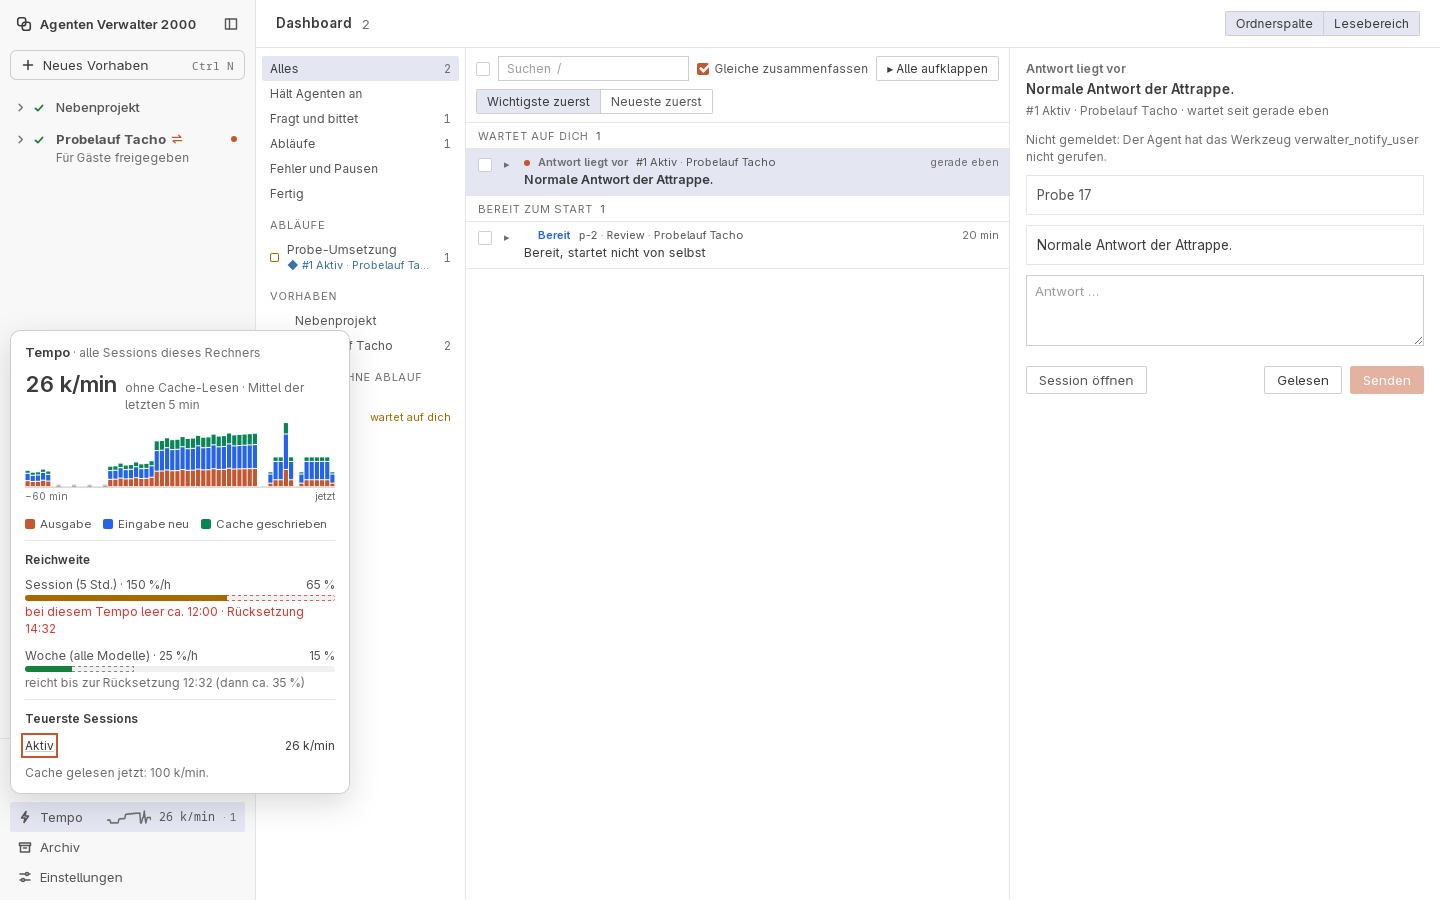 Agenten Verwalter 2000
Neues Vorhaben Ctrl N
Nebenprojekt
Probelauf Tacho
Für Gäste freigegeben
Dashboard 2
Ordnerspalte Lesebereich
Alles 2
Hält Agenten an
Fragt und bittet 1
Abläufe 1
Fehler und Pausen
Fertig
ABLÄUFE
Probe-Umsetzung 1
#1 Aktiv · Probelauf Ta…
VORHABEN
Nebenprojekt
f Tacho 2
HNE ABLAUF
wartet auf dich
Suchen /
Gleiche zusammenfassen
▸ Alle aufklappen
Wichtigste zuerst Neueste zuerst
WARTET AUF DICH 1
Antwort liegt vor #1 Aktiv · Probelauf Tacho gerade eben
Normale Antwort der Attrappe.
BEREIT ZUM START 1
Bereit p-2 · Review · Probelauf Tacho 20 min
Bereit, startet nicht von selbst
Antwort liegt vor
Normale Antwort der Attrappe.
#1 Aktiv · Probelauf Tacho · wartet seit gerade eben
Nicht gemeldet: Der Agent hat das Werkzeug verwalter_notify_user
nicht gerufen.
Probe 17
Normale Antwort der Attrappe.
Antwort …
Session öffnen Gelesen Senden
Tempo · alle Sessions dieses Rechners
26 k/min ohne Cache-Lesen · Mittel der
letzten 5 min
−60 min jetzt
Ausgabe Eingabe neu Cache geschrieben
Reichweite
Session (5 Std.) · 150 %/h 65 %
bei diesem Tempo leer ca. 12:00 · Rücksetzung
14:32
Woche (alle Modelle) · 25 %/h 15 %
reicht bis zur Rücksetzung 12:32 (dann ca. 35 %)
Teuerste Sessions
Aktiv 26 k/min
Cache gelesen jetzt: 100 k/min.
Tempo 26 k/min · 1
Archiv
Einstellungen